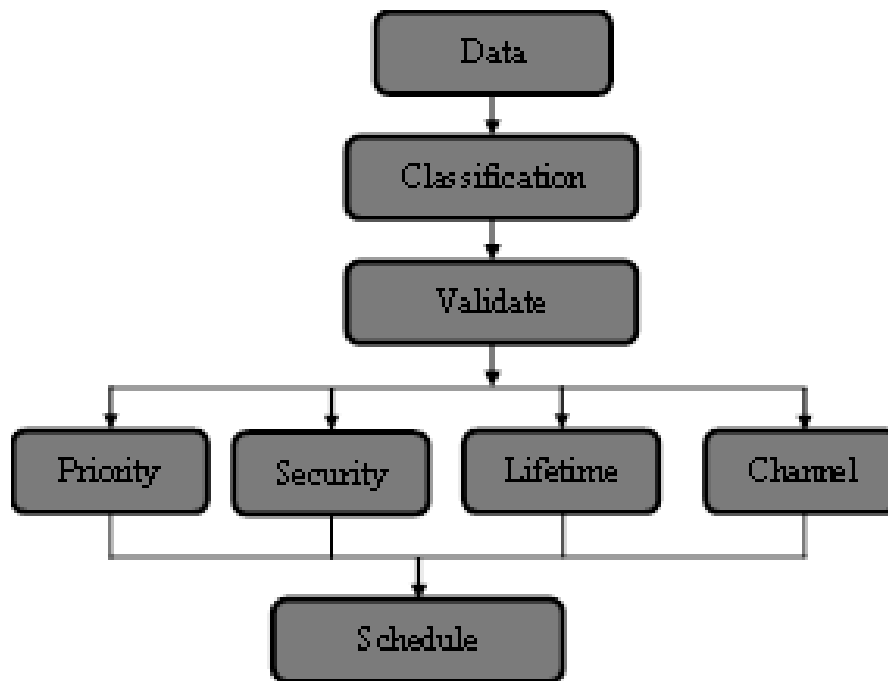 Data
Classification
Validate
Priority
Security
Lifetime
Channel
Schedule